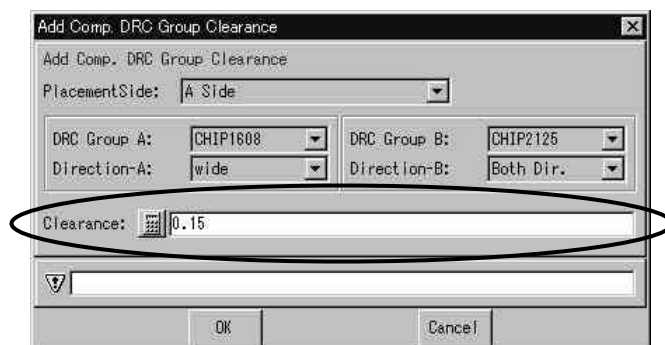 Add Comp. DRC Group Clearance
Add Comp. DRC Group Clearance
PlacementSide: A Side
DRC Group A: CHIP1608 DRC Group B: CHIP2125
Direction-A: wide Direction-B: Both Dir.
Clearance: 0.15
OK Cancel